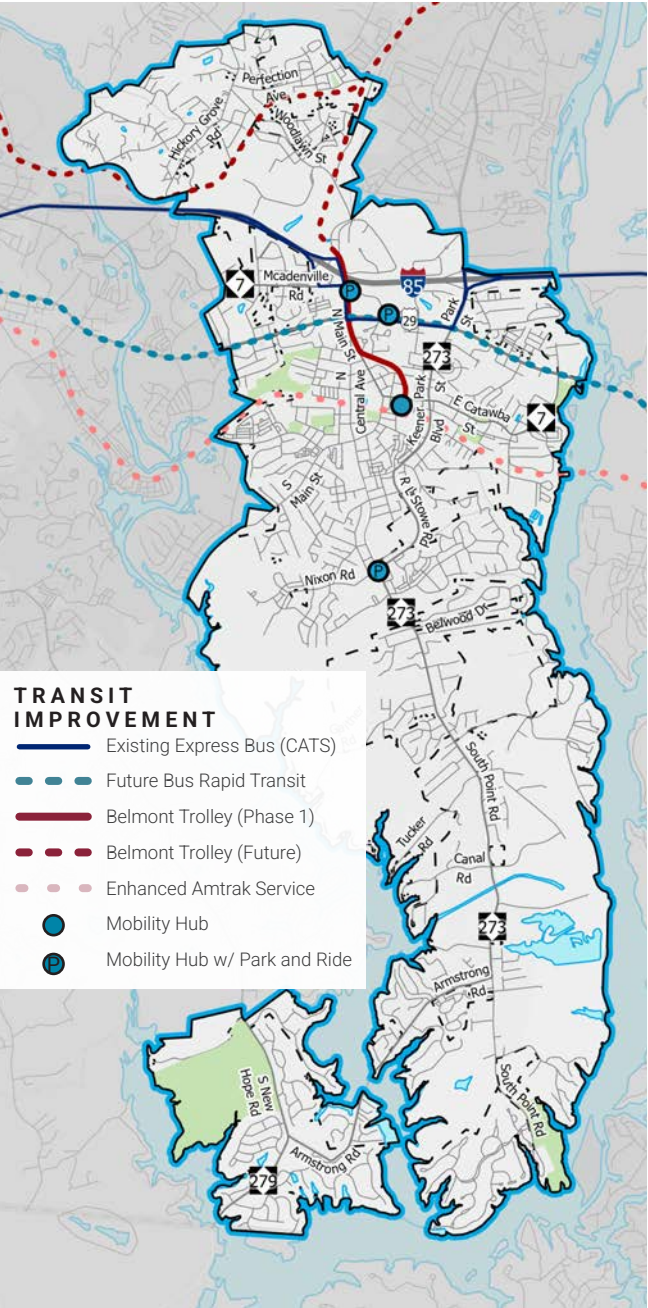 Perfection
Ave
Hickory Grove
Rd
Woodlawn St
7
Mcadenville
Rd
P
85
P
29
Park
St
N Main St
273
N
Central Ave
Keener
Blvd
Park
St
E Catawba
St
7
S
Main St
R L Stowe
Rd
Nixon Rd
P
273
Belwood Dr
TRANSIT
IMPROVEMENT
Existing Express Bus (CATS)
Future Bus Rapid Transit
Belmont Trolley (Phase 1)
Belmont Trolley (Future)
Enhanced Amtrak Service
Mobility Hub
P
Mobility Hub w/ Park and Ride
South Point Rd
Tucker
Rd
Canal
Rd
273
Armstrong
Rd
S New
Hope Rd
South Point Rd
Armstrong Rd
279